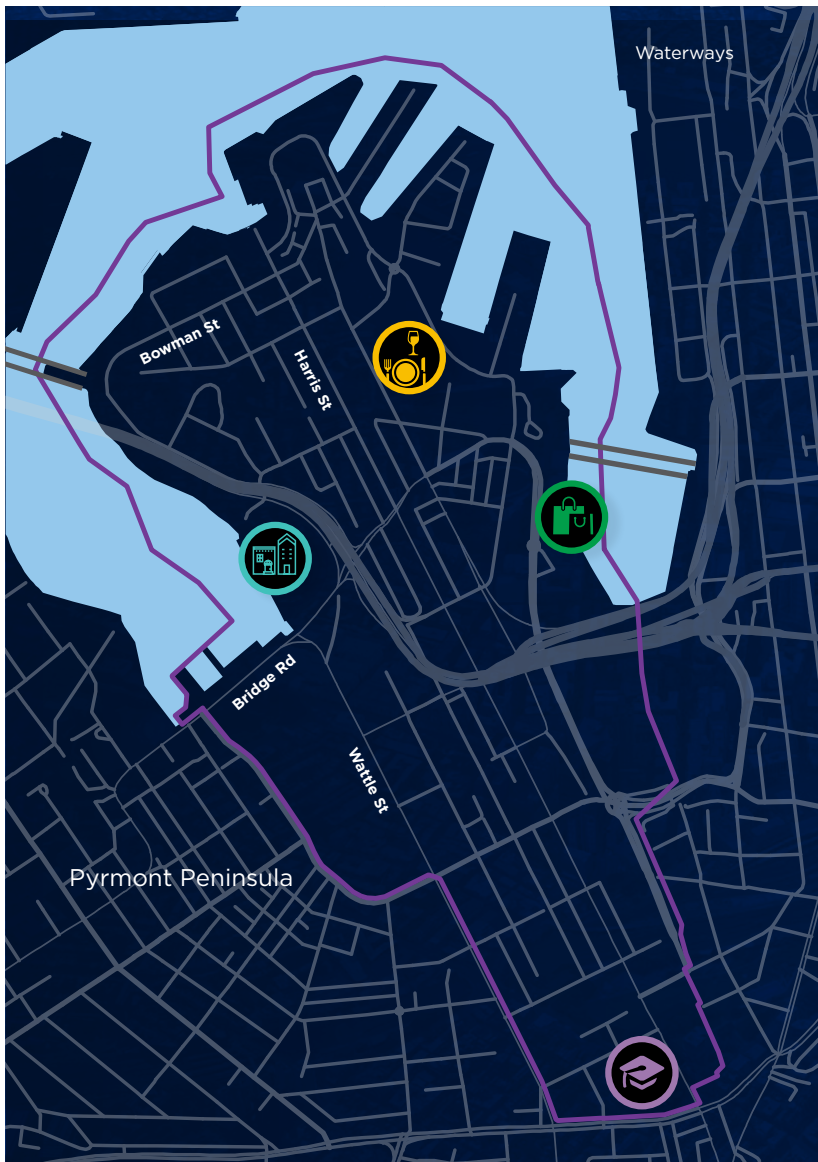 Waterways
Bowman St
Harris St
Bridge Rd
Wattle St
Pyrmont Peninsula